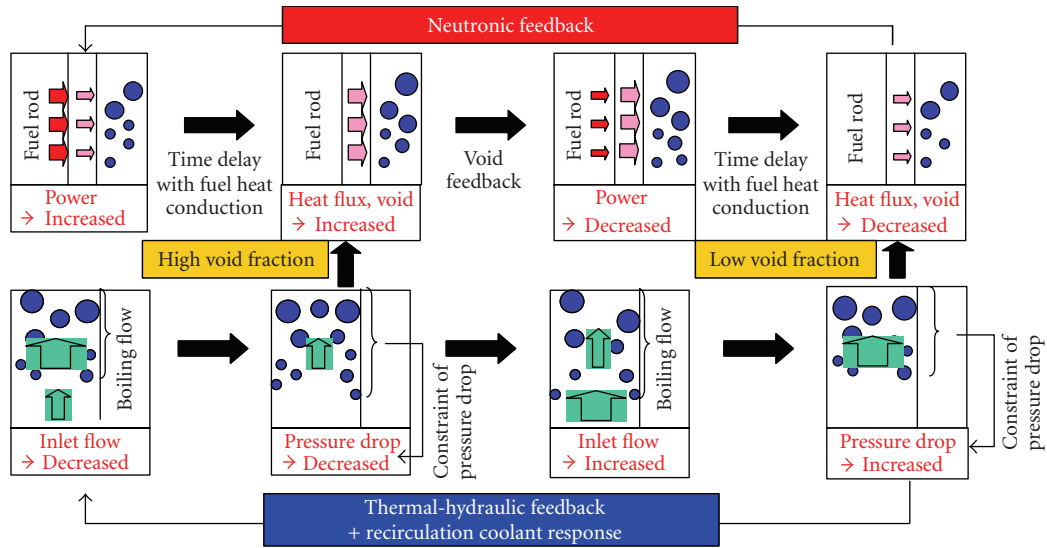 Neutronic feedback
Fuel rod
Power
→ Increased
Time delay
with fuel heat
conduction
Fuel rod
Heat flux, void
→ Increased
Void
feedback
Fuel rod
Power
→ Decreased
Time delay
with fuel heat
conduction
Fuel rod
Heat flux, void
→ Decreased
High void fraction
Low void fraction
Boiling flow
Inlet flow
→ Decreased
Pressure drop
→ Decreased
Constraint of
pressure drop
Boiling flow
Inlet flow
→ Increased
Pressure drop
→ Increased
Constraint of
pressure drop
Thermal-hydraulic feedback
+ recirculation coolant response